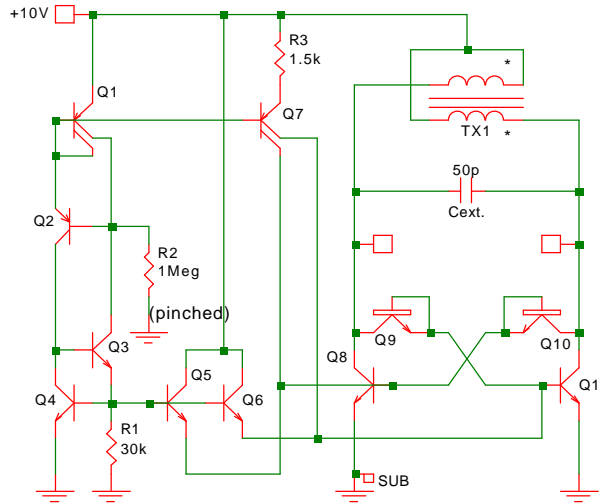 +10V
R3
1.5k
*
Q1
Q7
TX1
*
50p
Cext.
Q2
R2
1Meg
(pinched)
Q3
Q9
Q10
Q8
Q5
Q4
Q6
Q1
R1
30k
SUB